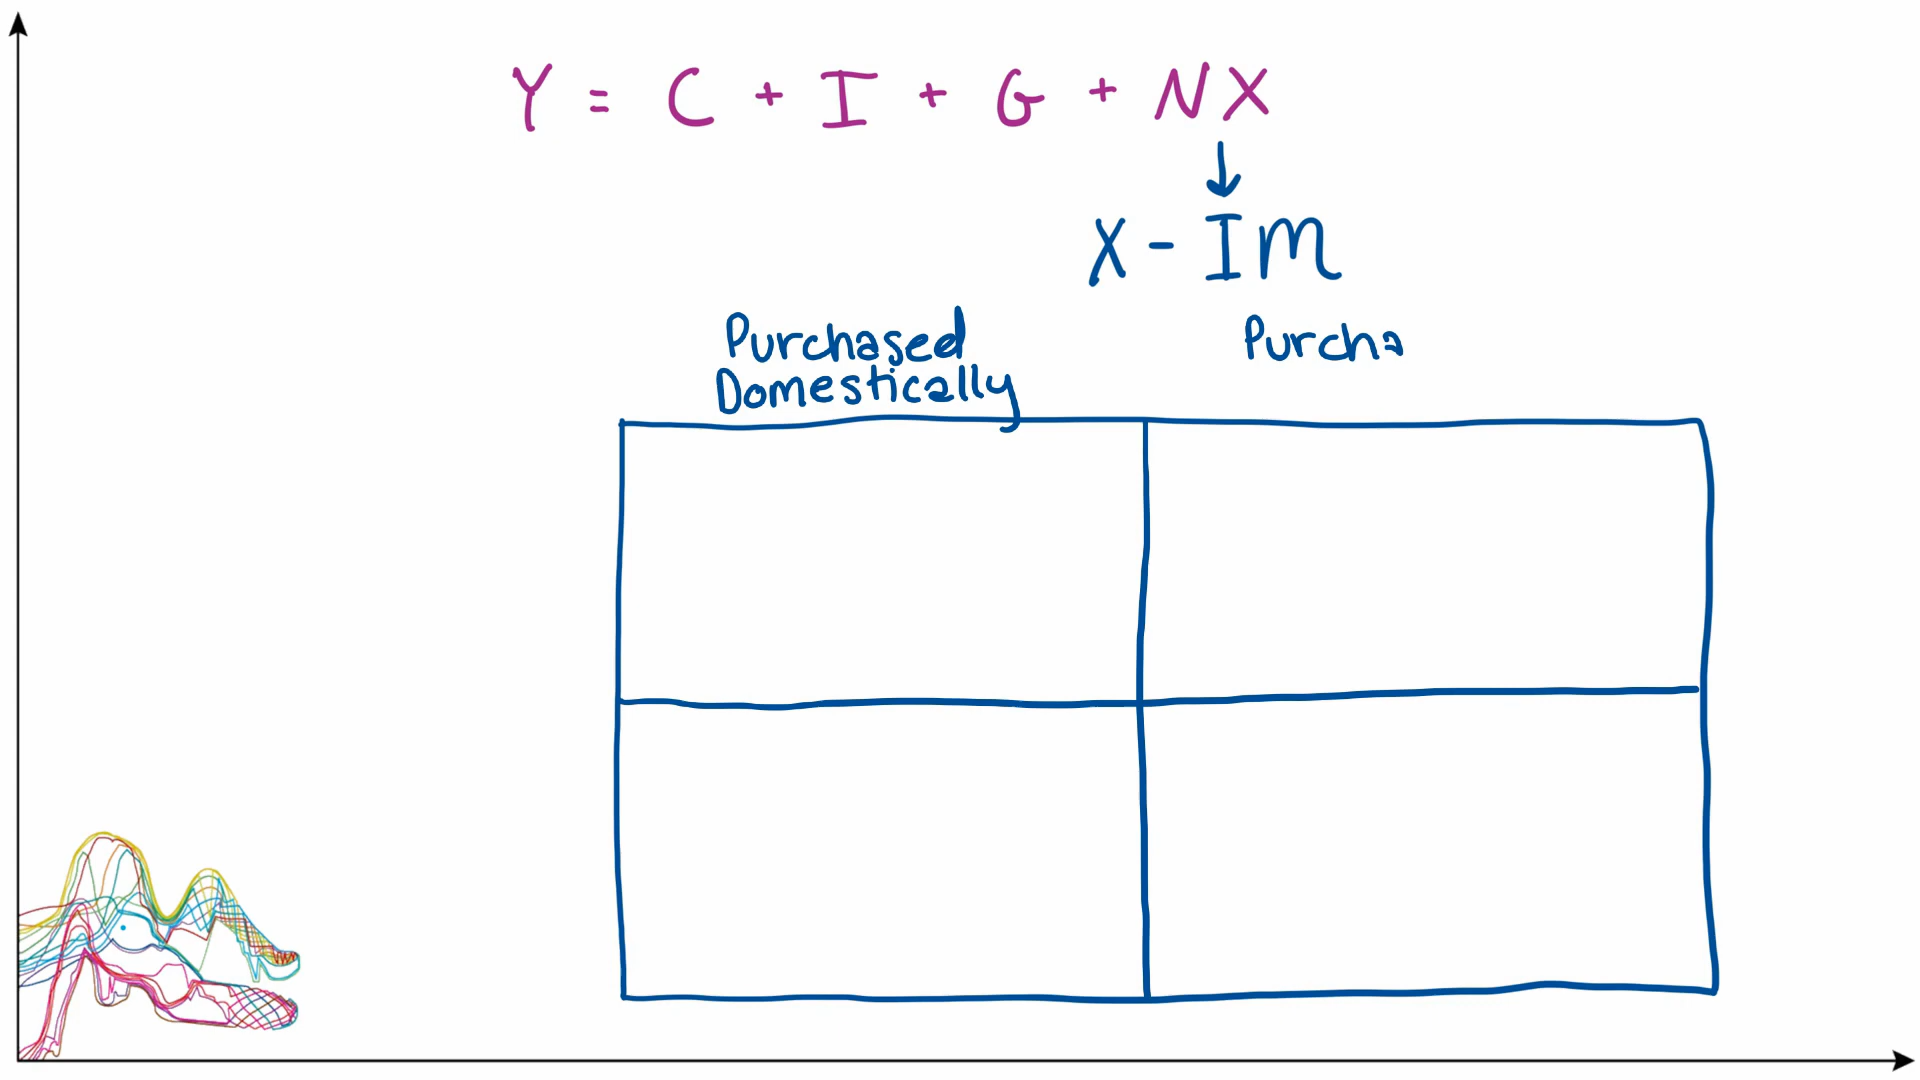 Y = C + I + G + NX
X - Im
Purchased
Domestically
Purcha